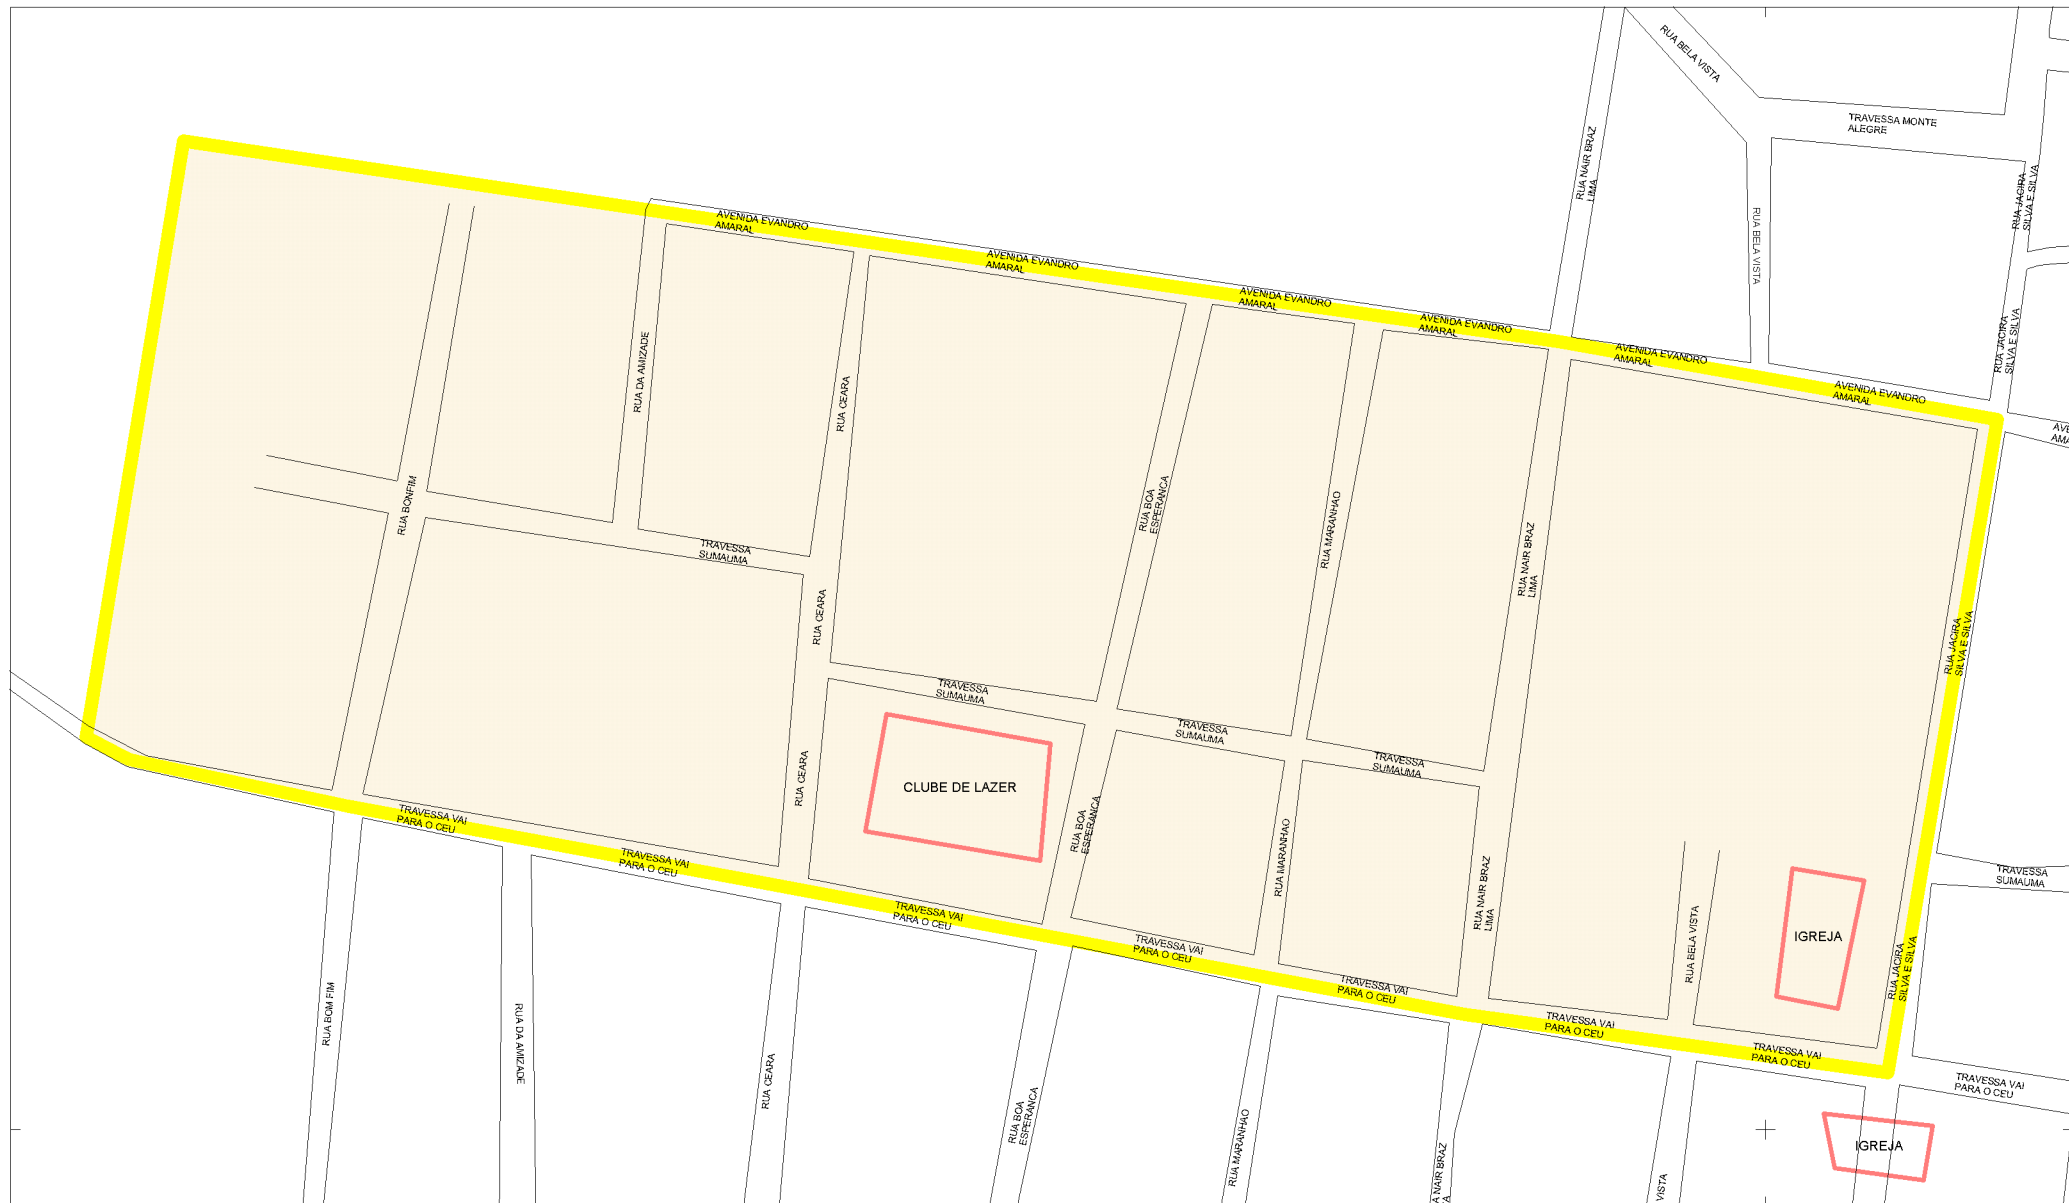 RUA BELA VISTA
TRAVESSA MONTE
ALEGRE
RUA NAIR BRAZ
LIMA
RUA JACIRA
SILVA E SILVA
RUA BELA VISTA
AVENIDA EVANDRO
AMARAL
AVENIDA EVANDRO
AMARAL
AVENIDA EVANDRO
AMARAL
AVENIDA EVANDRO
AMARAL
AVENIDA EVANDRO
AMARAL
AVENIDA EVANDRO
AMARAL
RUA JACIRA
SILVA E SILVA
RUA DA AMIZADE
RUA CEARA
RUA BONFIM
RUA BOA
ESPERANCA
RUA MARANHAO
RUA NAIR BRAZ
LIMA
TRAVESSA
SUMAUMA
RUA CEARA
RUA JACIRA
SILVA E SILVA
TRAVESSA
SUMAUMA
TRAVESSA
SUMAUMA
TRAVESSA
SUMAUMA
RUA CEARA
CLUBE DE LAZER
RUA BOA
ESPERANCA
TRAVESSA VAI
PARA O CEU
TRAVESSA VAI
PARA O CEU
RUA MARANHAO
RUA NAIR BRAZ
LIMA
TRAVESSA
SUMAUMA
TRAVESSA VAI
PARA O CEU
RUA BELA VISTA
IGREJA
TRAVESSA VAI
PARA O CEU
RUA JACIRA
SILVA E SILVA
TRAVESSA VAI
PARA O CEU
RUA BOM FIM
RUA DA AMIZADE
TRAVESSA VAI
PARA O CEU
TRAVESSA VAI
PARA O CEU
RUA CEARA
RUA BOA
ESPERANCA
TRAVESSA VAI
PARA O CEU
RUA MARANHAO
NAIR BRAZ
IGREJA
VISTA